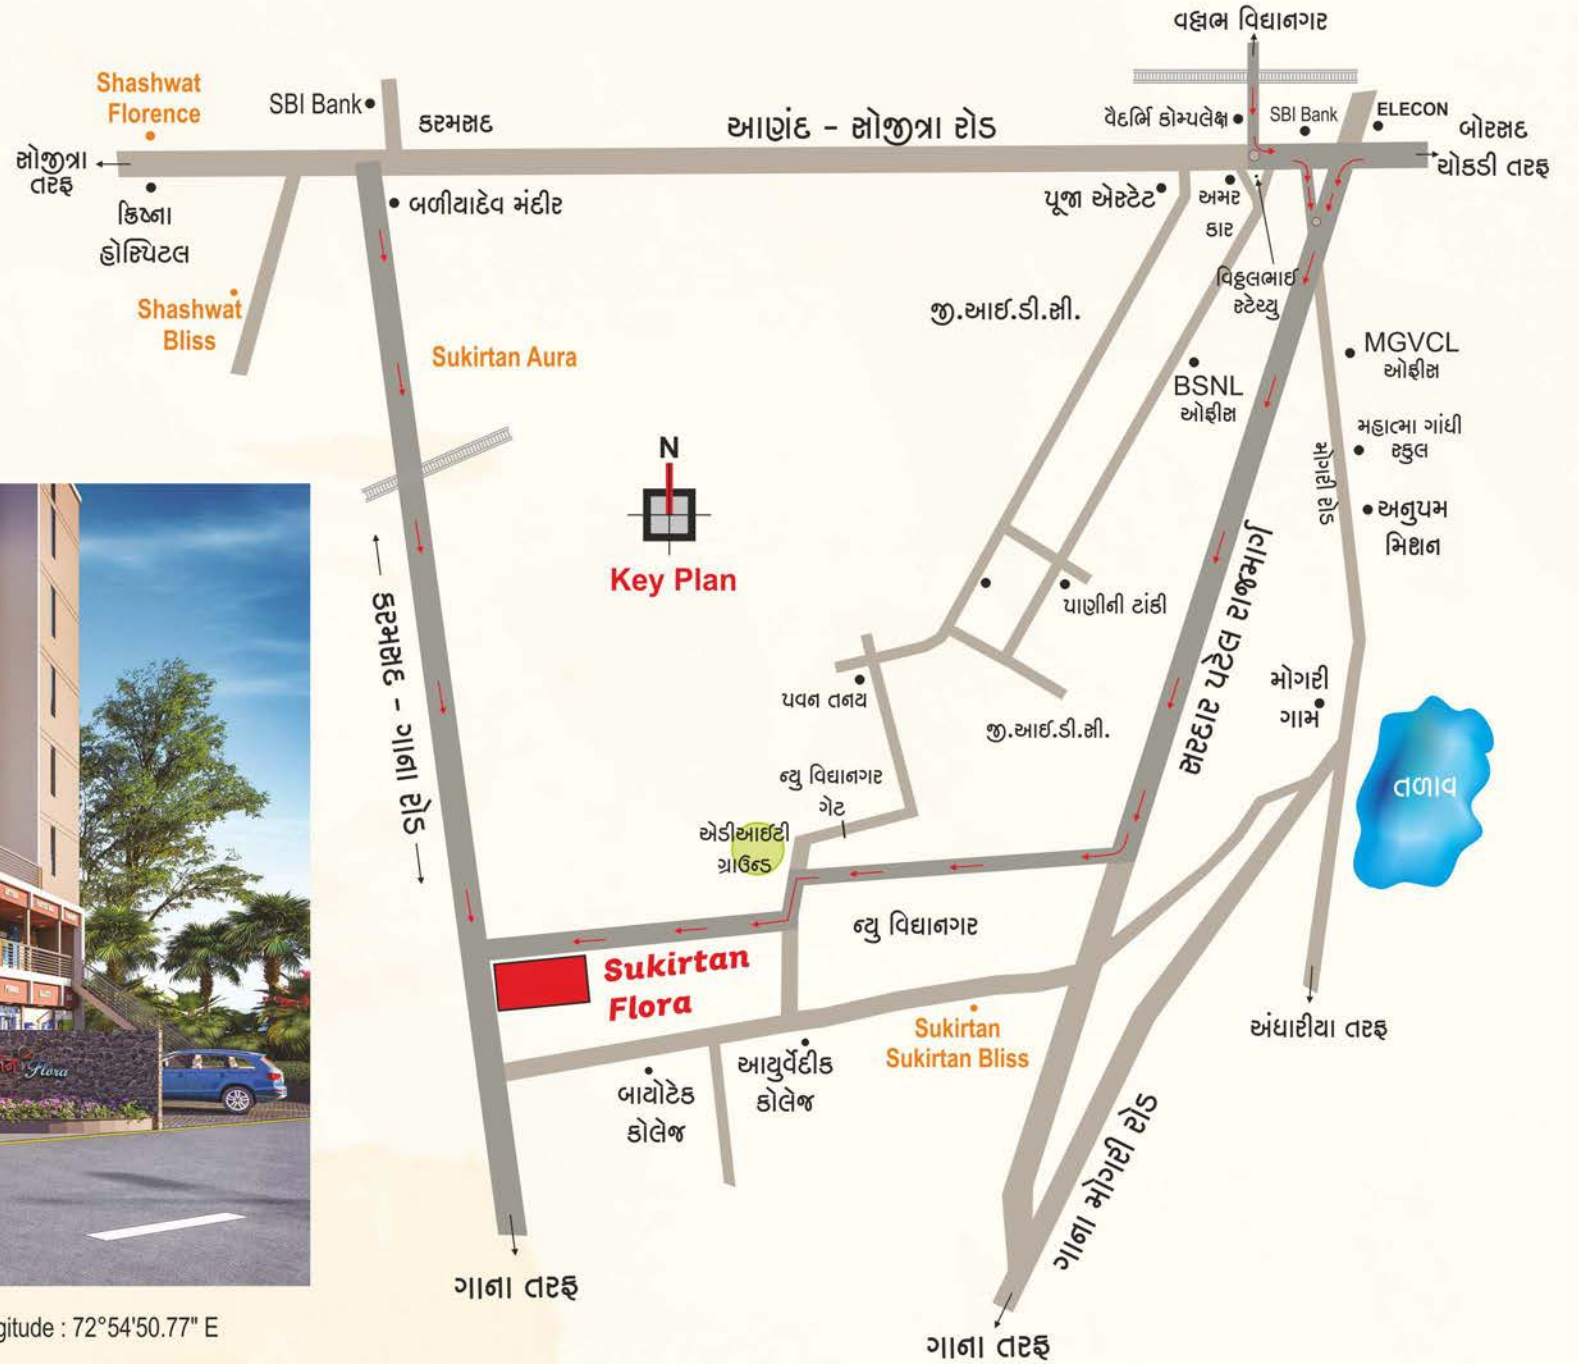 વલ્લભ વિદ્યાનગર
Shashwat
Florence
SBI Bank
કરમસદ
આણંદ - સોજીત્રા રોડ
વૈદર્ભિ કોમ્પલેક્ષ
SBI Bank
ELECON
બોરસદ
ચોકડી તરફ
સોજીત્રા
તરફ
ક્રિષ્ના
હોસ્પિટલ
બળીયાદેવ મંદીર
પૂજા એસ્ટેટ
અમર
કાર
વિઠ્ઠલભાઈ
સ્ટેચ્યુ
Shashwat
Bliss
Sukirtan Aura
જી.આઈ.ડી.સી.
BSNL
ઓફીસ
MGVCL
ઓફીસ
મહાત્મા ગાંધી
સ્કુલ
મોગરી રોડ
અનુપમ
મિશન
N
Key Plan
કરમસદ - ગાના રોડ
પાણીની ટાંકી
સરદાર પટેલ રાજમાર્ગ
પવન તનય
જી.આઈ.ડી.સી.
મોગરી
ગામ
તળાવ
ન્યુ વિદ્યાનગર
ગેટ
એડીઆઈટી
ગ્રાઉન્ડ
ન્યુ વિદ્યાનગર
Sukirtan
Flora
Sukirtan
Sukirtan Bliss
અંધારીયા તરફ
બાયોટેક
કોલેજ
આયુર્વેદીક
કોલેજ
ગાના મોગરી રોડ
ગાના તરફ
ગાના તરફ
Flora
gitude : 72°54'50.77" E